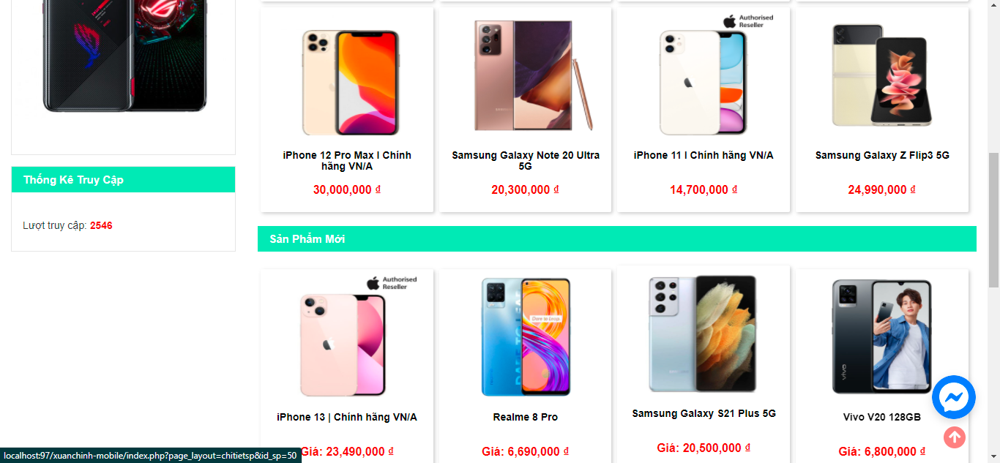 Authorised
Reseller
iPhone 12 Pro Max I Chính
hãng VN/A
Samsung Galaxy Note 20 Ultra
5G
iPhone 11 I Chính hãng VN/A
Samsung Galaxy Z Flip3 5G
30,000,000 ₫
20,300,000 ₫
14,700,000 ₫
24,990,000 ₫
Thống Kê Truy Cập
Lượt truy cập: 2546
Sản Phẩm Mới
Authorised
Reseller
Dare to Leap
vivo
iPhone 13 | Chính hãng VN/A
Realme 8 Pro
Samsung Galaxy S21 Plus 5G
Vivo V20 128GB
Giá: 23,490,000 ₫
Giá: 6,690,000 ₫
Giá: 20,500,000 ₫
Giá: 6,800,000 ₫
localhost:97/xuanchinh-mobile/index.php?page_layout=chitietsp&id_sp=50